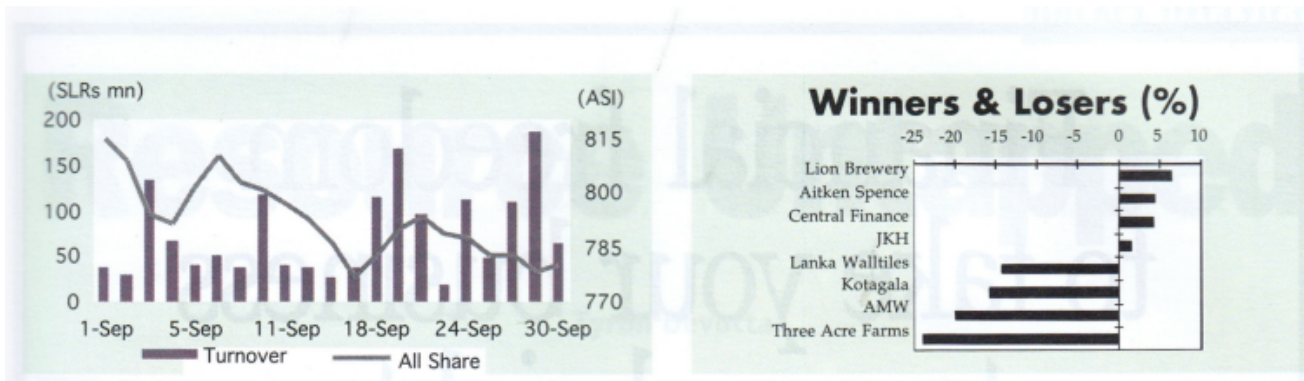 (SLRs mn)
(ASI)
200
150
100
50
0
815
800
785
770
1-Sep 5-Sep 11-Sep 18-Sep 24-Sep 30-Sep
Turnover All Share
Winners & Losers (%)
-25 -20 -15 -10 -5 0 5 10
Lion Brewery
Aitken Spence
Central Finance
JKH
Lanka Walltiles
Kotagala
AMW
Three Acre Farms